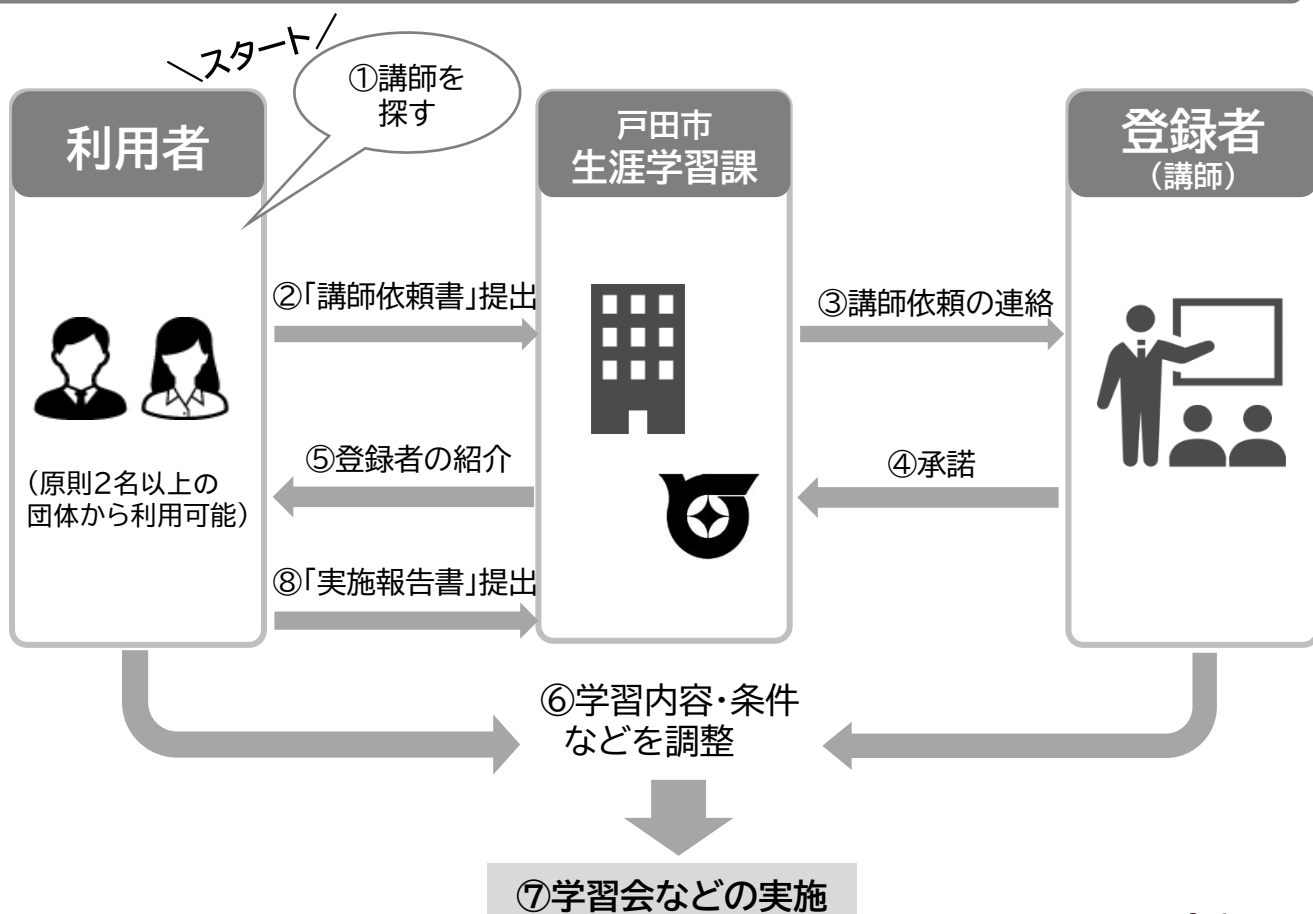 ＼スタート／
①講師を
探す
利用者
戸田市
生涯学習課
登録者
（講師）
②「講師依頼書」提出
③講師依頼の連絡
⑤登録者の紹介
④承諾
（原則2名以上の
団体から利用可能）
⑧「実施報告書」提出
⑥学習内容・条件
などを調整
⑦学習会などの実施